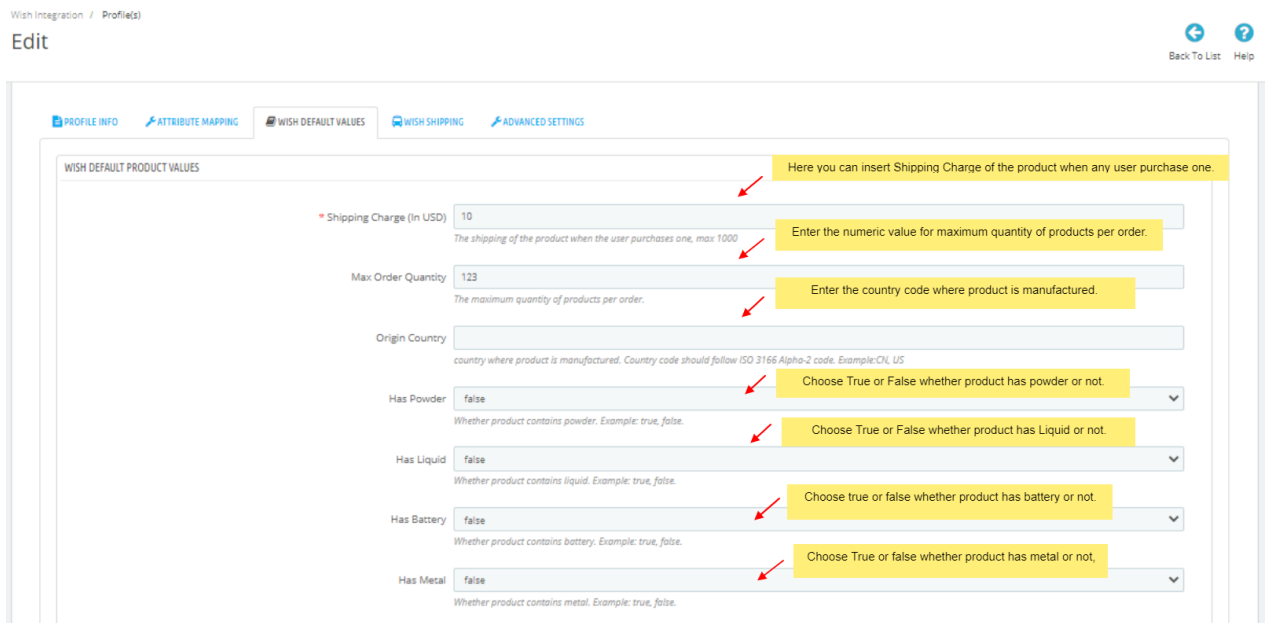 Wish Integration / Profile(s)
Edit
Back To List Help
PROFILE INFO ATTRIBUTE MAPPING WISH DEFAULT VALUES WISH SHIPPING ADVANCED SETTINGS
WISH DEFAULT PRODUCT VALUES
Here you can insert Shipping Charge of the product when any user purchase one.
* Shipping Charge (In USD) 10
The shipping of the product when the user purchases one, max 1000
Enter the numeric value for maximum quantity of products per order.
Max Order Quantity 123
The maximum quantity of products per order.
Enter the country code where product is manufactured.
Origin Country
country where product is manufactured. Country code should follow ISO 3166 Alpha-2 code. Example:CN, US
Choose True or False whether product has powder or not.
Has Powder false
Whether product contains powder. Example: true, false.
Choose True or False whether product has Liquid or not.
Has Liquid false
Whether product contains liquid. Example: true, false.
Choose true or false whether product has battery or not.
Has Battery false
Whether product contains battery. Example: true, false.
Choose True or false whether product has metal or not,
Has Metal false
Whether product contains metal. Example: true, false.